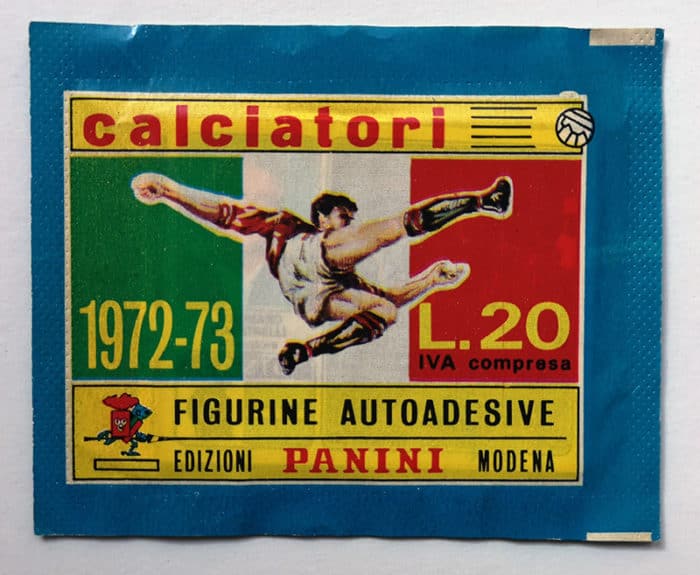 calciatori
1972-73
L.20
IVA compresa
FIGURINE AUTOADESIVE
EDIZIONI PANINI MODENA